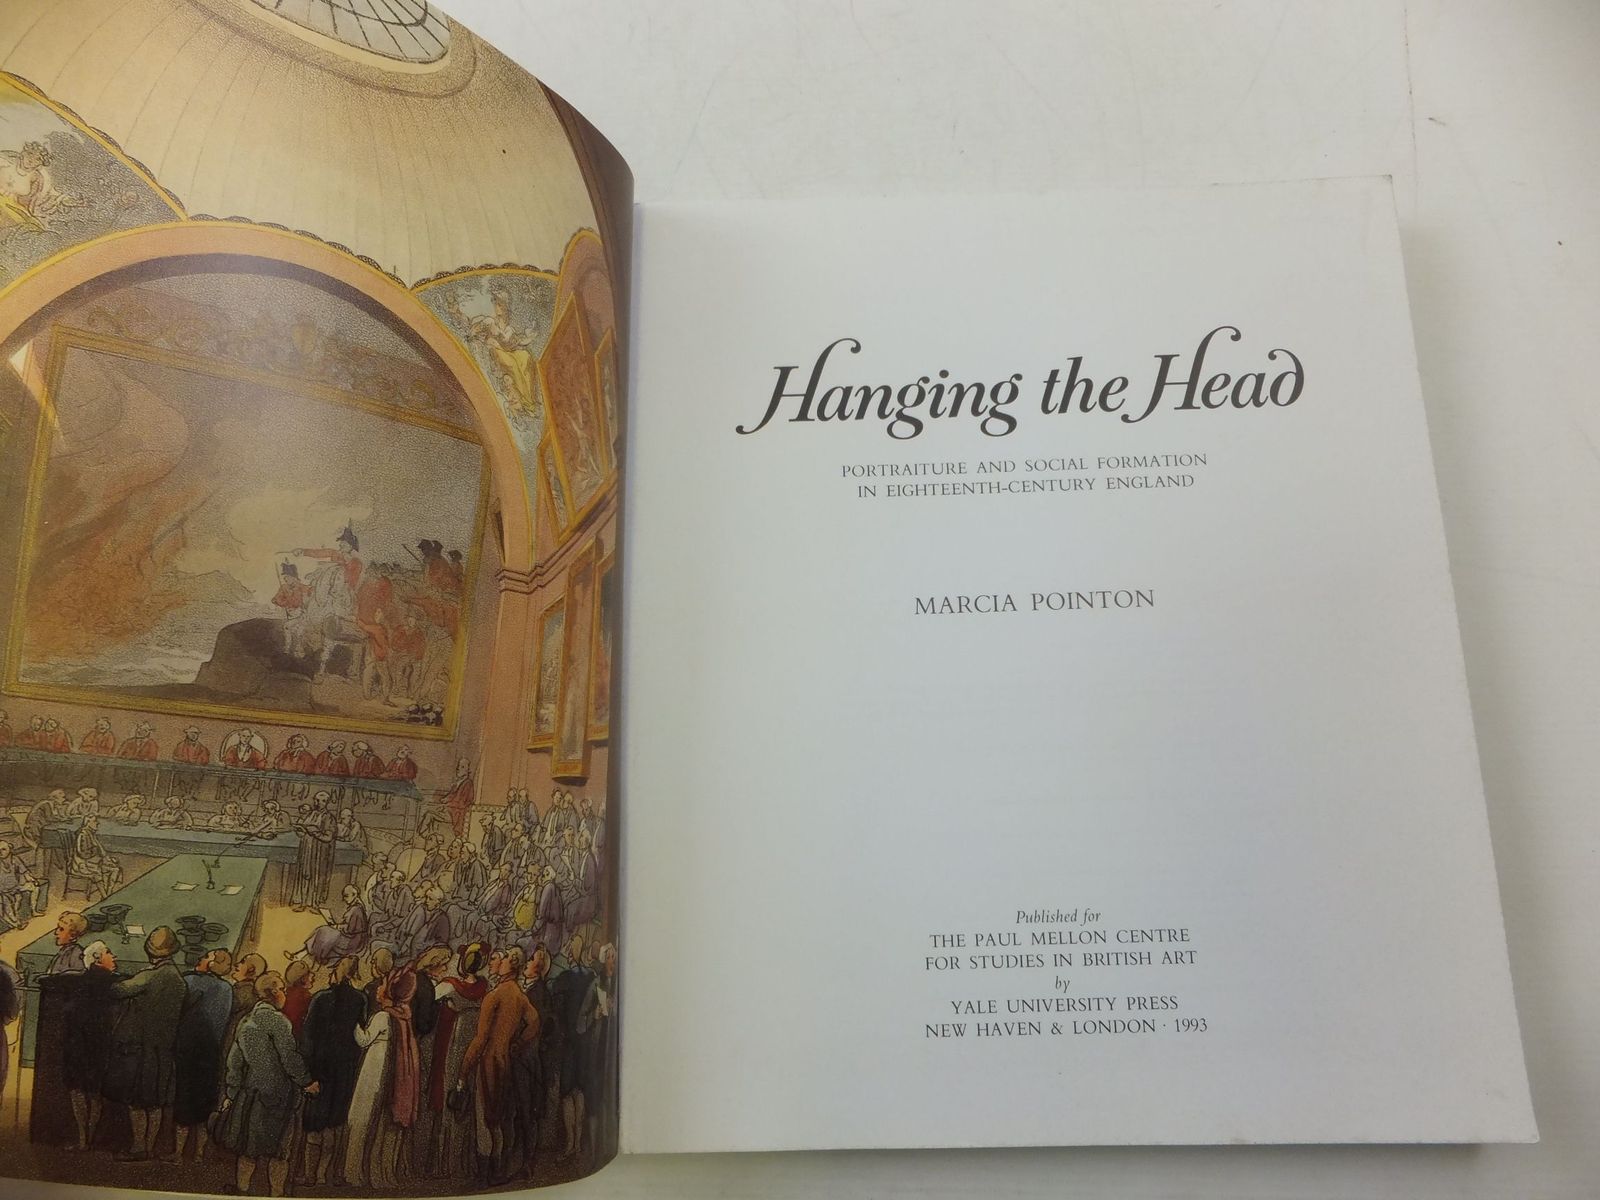 Hanging the Head
PORTRAITURE AND SOCIAL FORMATION
IN EIGHTEENTH-CENTURY ENGLAND
MARCIA POINTON
Published for
THE PAUL MELLON CENTRE
FOR STUDIES IN BRITISH ART
by
YALE UNIVERSITY PRESS
NEW HAVEN & LONDON · 1993